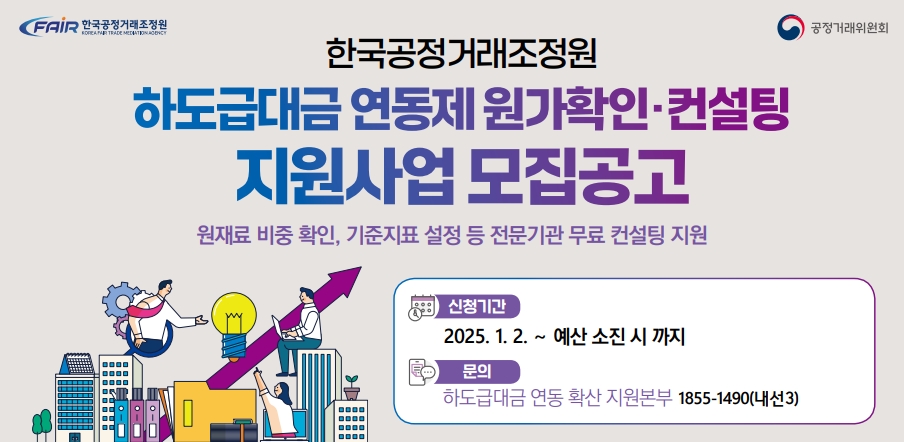 FAIR 한국공정거래조정원
KOREA FAIR TRADE MEDIATION AGENCY
공정거래위원회
한국공정거래조정원
하도급대금 연동제 원가확인·컨설팅
지원사업 모집공고
원재료 비중 확인, 기준지표 설정 등 전문기관 무료 컨설팅 지원
신청기간
2025. 1. 2. ~ 예산 소진 시 까지
문의
하도급대금 연동 확산 지원본부 1855-1490(내선3)